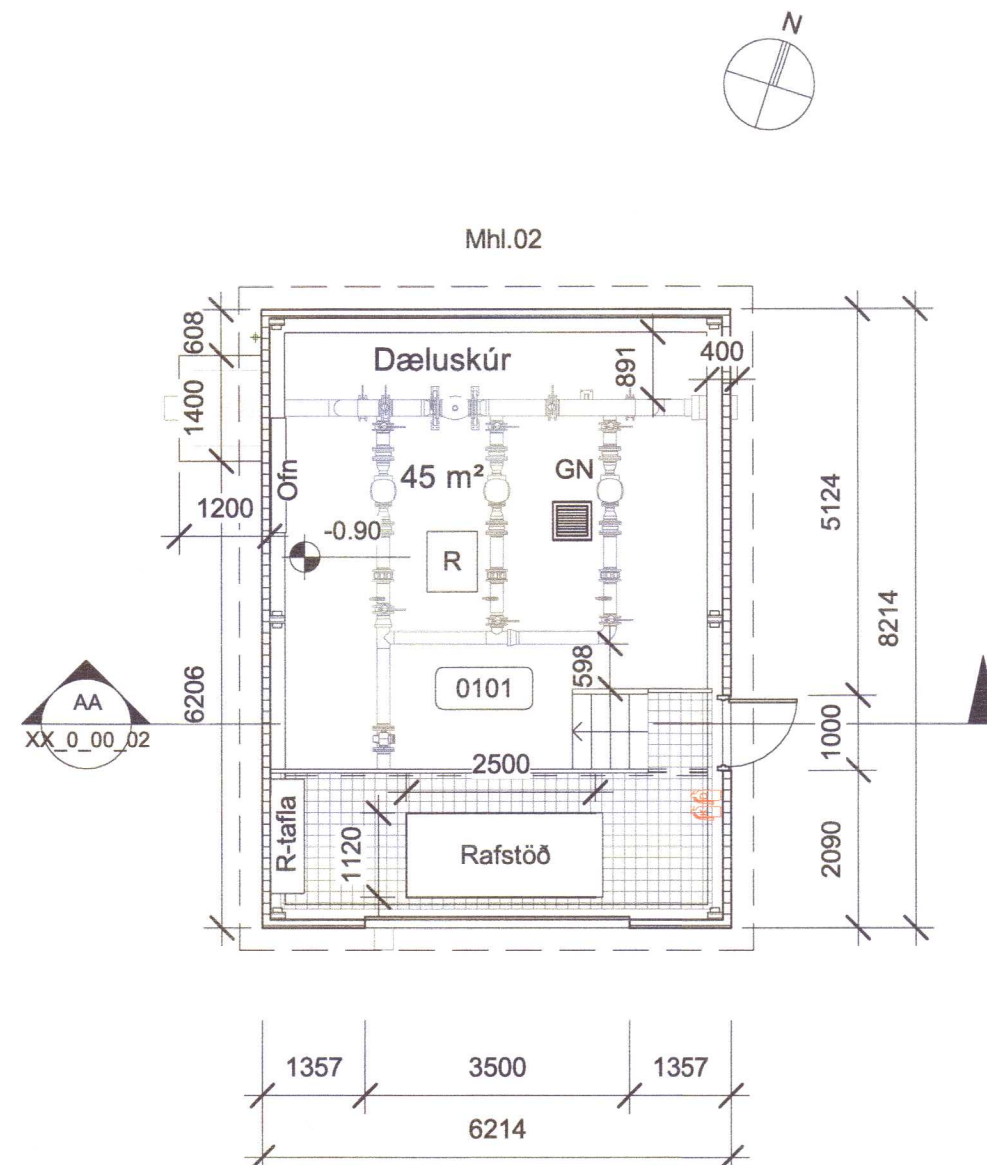 N
Mhl.02
608
Dæluskúr
891
400
1400
Ofn
45 m²
GN
1200
-0.90
R
5124
8214
6206
598
AA
XX_0_00_02
0101
1000
2500
R-tafla
1120
Rafstöð
2090
1357
3500
1357
6214